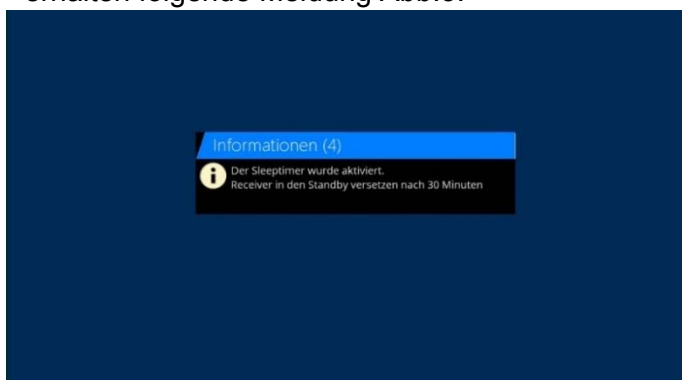 Informationen (4)
Der Sleeptimer wurde aktiviert.
Receiver in den Standby versetzen nach 30 Minuten